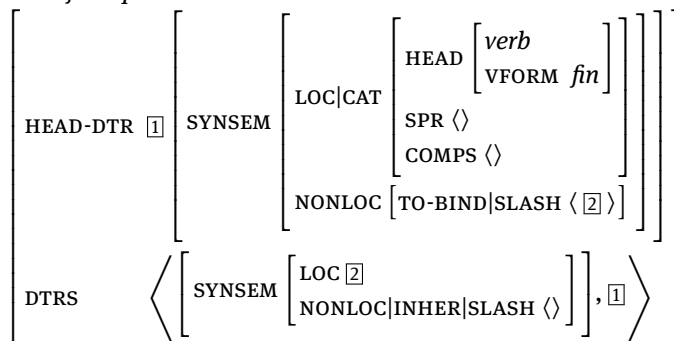 verb
HEAD
VFORM fin
LOC|CAT
SPR ⟨⟩
HEAD-DTR 1 SYNSEM
COMPS ⟨⟩
NONLOC [TO-BIND|SLASH ⟨ 2 ⟩]
LOC 2
DTRS ⟨ [SYNSEM
NONLOC|INHER|SLASH ⟨⟩]], 1 ⟩